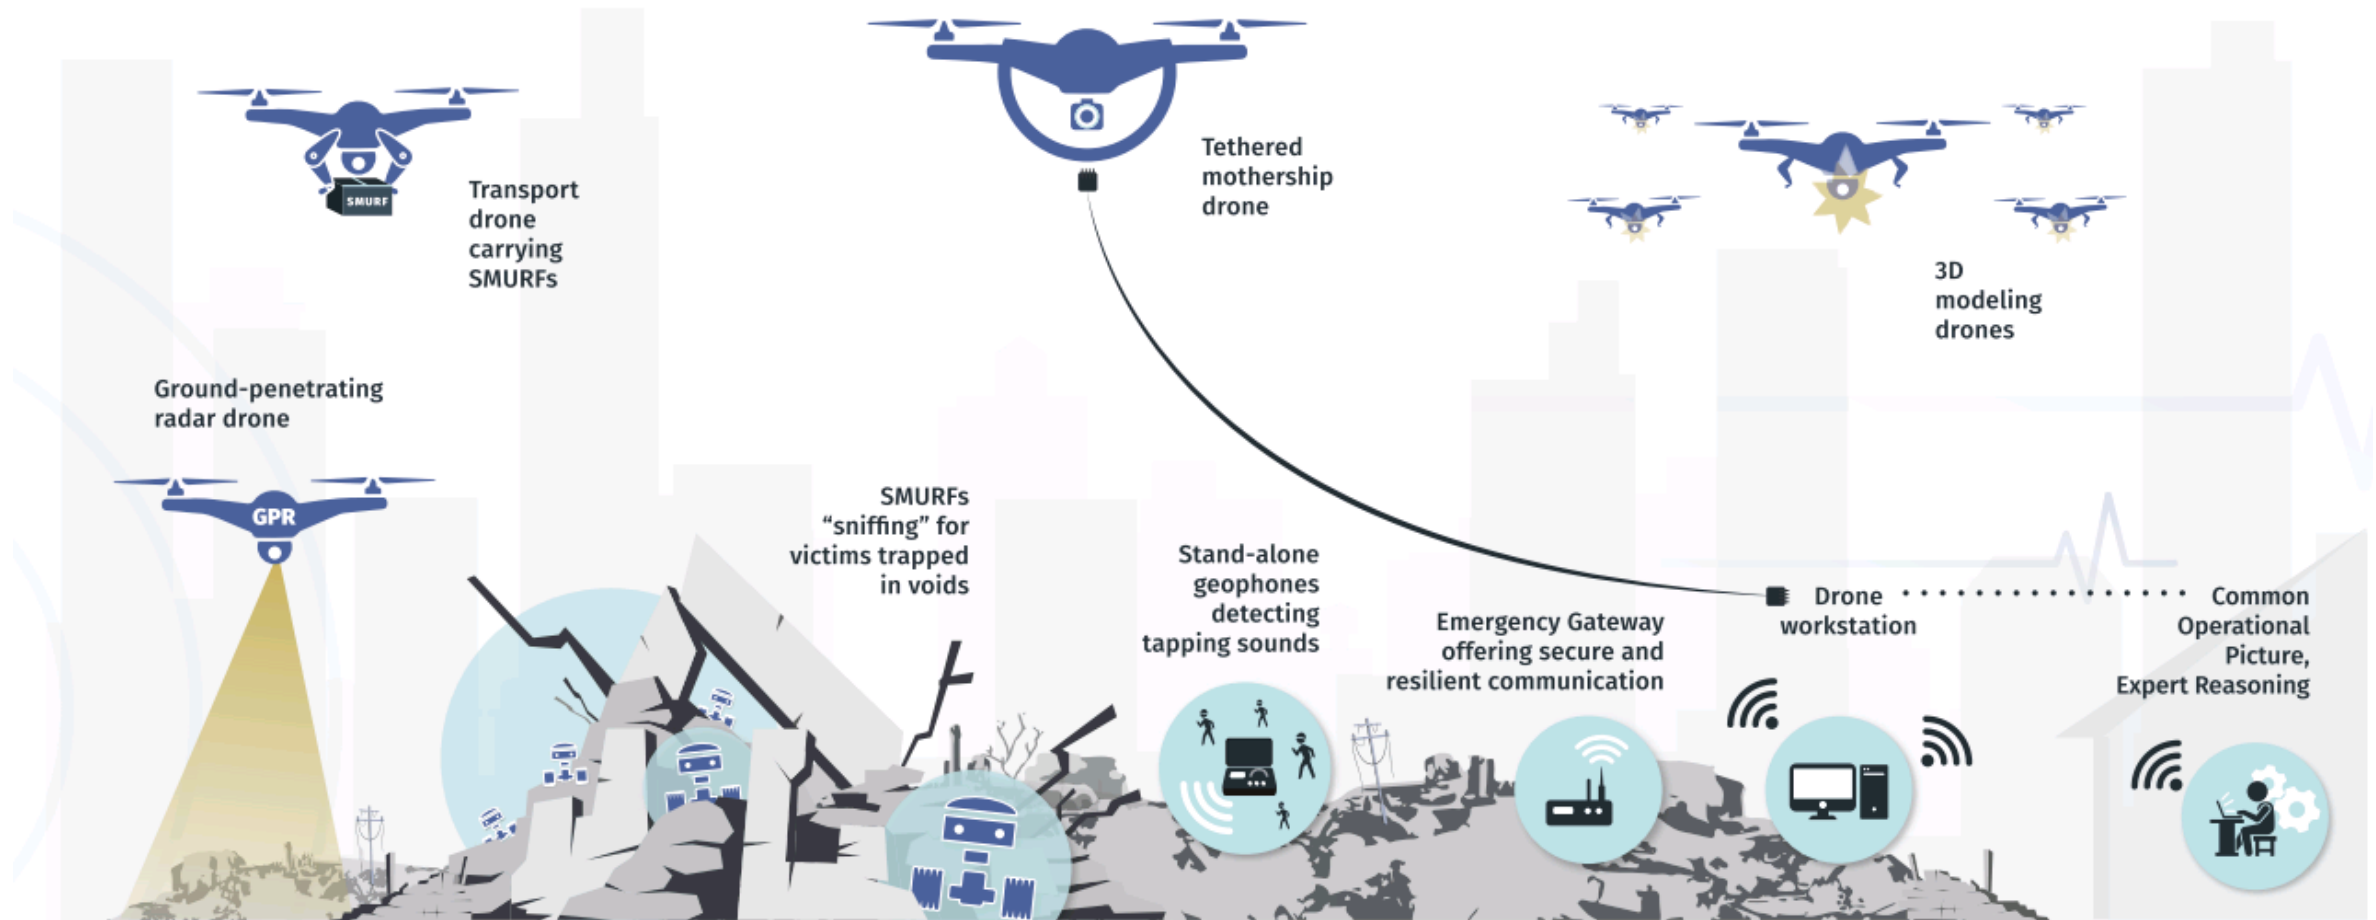 SMURF
Transport
drone
carrying
SMURFs
Tethered
mothership
drone
3D
modeling
drones
Ground-penetrating
radar drone
GPR
SMURFs
“sniffing” for
victims trapped
in voids
Stand-alone
geophones
detecting
tapping sounds
Emergency Gateway
offering secure and
resilient communication
Drone
workstation
Common
Operational
Picture,
Expert Reasoning